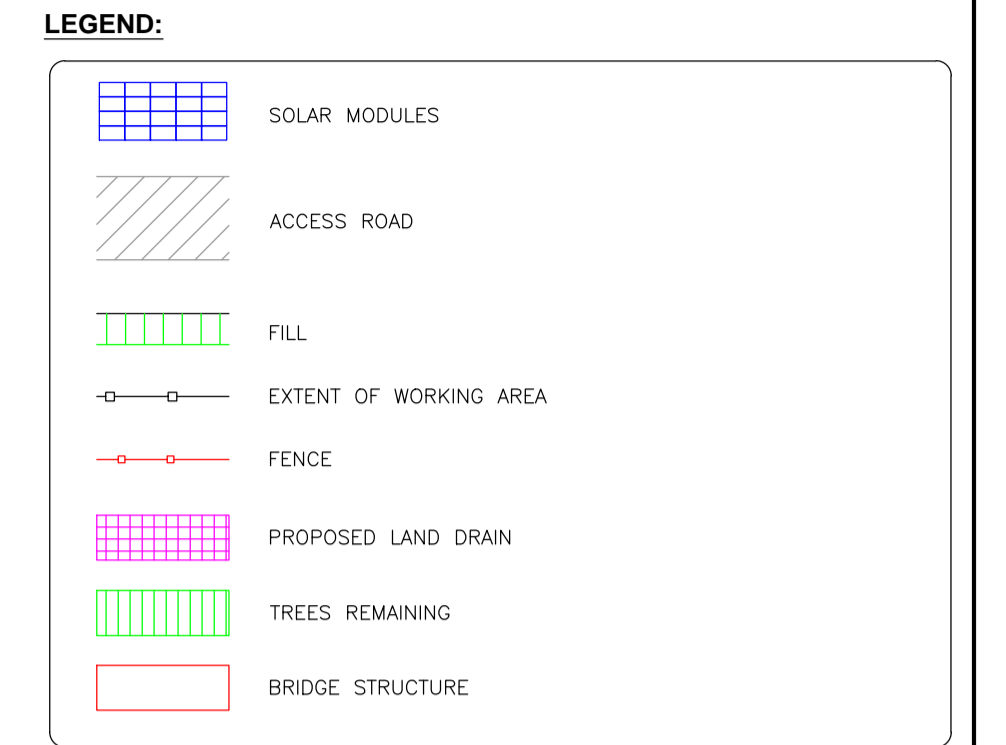 LEGEND:
SOLAR MODULES
ACCESS ROAD
FILL
EXTENT OF WORKING AREA
FENCE
PROPOSED LAND DRAIN
TREES REMAINING
BRIDGE STRUCTURE